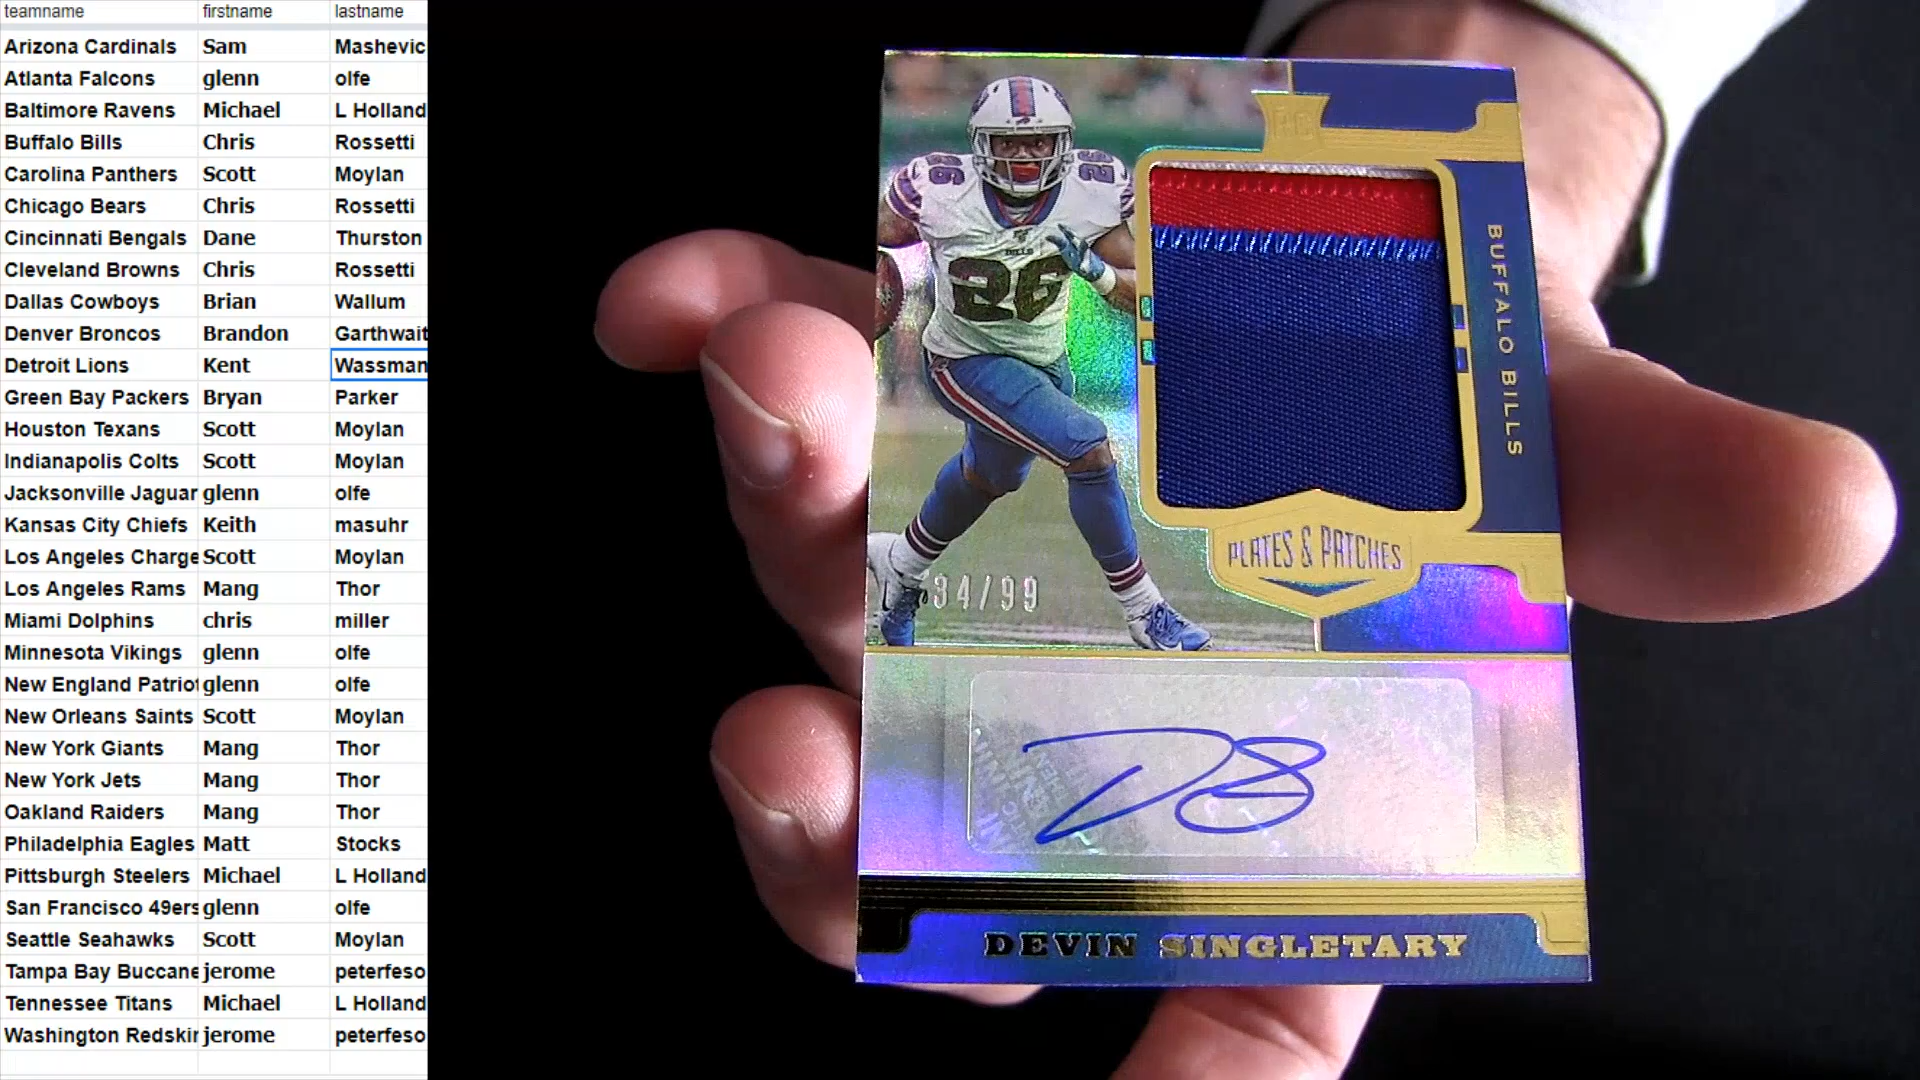 teamname firstname lastname
Arizona Cardinals Sam Mashevic
Atlanta Falcons glenn olfe
Baltimore Ravens Michael L Holland
Buffalo Bills Chris Rossetti
Carolina Panthers Scott Moylan
Chicago Bears Chris Rossetti
Cincinnati Bengals Dane Thurston
Cleveland Browns Chris Rossetti
Dallas Cowboys Brian Wallum
Denver Broncos Brandon Garthwait
Detroit Lions Kent Wassman
Green Bay Packers Bryan Parker
Houston Texans Scott Moylan
Indianapolis Colts Scott Moylan
Jacksonville Jaguar glenn olfe
Kansas City Chiefs Keith masuhr
Los Angeles Charge Scott Moylan
Los Angeles Rams Mang Thor
Miami Dolphins chris miller
Minnesota Vikings glenn olfe
New England Patriot glenn olfe
New Orleans Saints Scott Moylan
New York Giants Mang Thor
New York Jets Mang Thor
Oakland Raiders Mang Thor
Philadelphia Eagles Matt Stocks
Pittsburgh Steelers Michael L Holland
San Francisco 49ers glenn olfe
Seattle Seahawks Scott Moylan
Tampa Bay Buccane jerome peterfeso
Tennessee Titans Michael L Holland
Washington Redskin jerome peterfeso
RC
26 26
BILLS
26
BUFFALO BILLS
PLATES & PATCHES
34/99
DS
DEVIN SINGLETARY